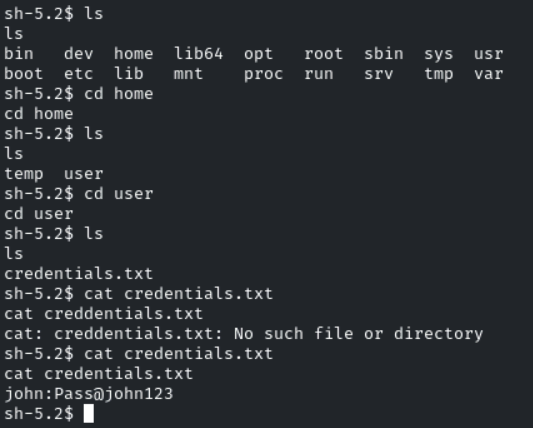 sh-5.2$ ls
ls
bin dev home lib64 opt root sbin sys usr
boot etc lib mnt proc run srv tmp var
sh-5.2$ cd home
cd home
sh-5.2$ ls
ls
temp user
sh-5.2$ cd user
cd user
sh-5.2$ ls
ls
credentials.txt
sh-5.2$ cat credentials.txt
cat creddentials.txt
cat: creddentials.txt: No such file or directory
sh-5.2$ cat credentials.txt
cat credentials.txt
john:Pass@john123
sh-5.2$